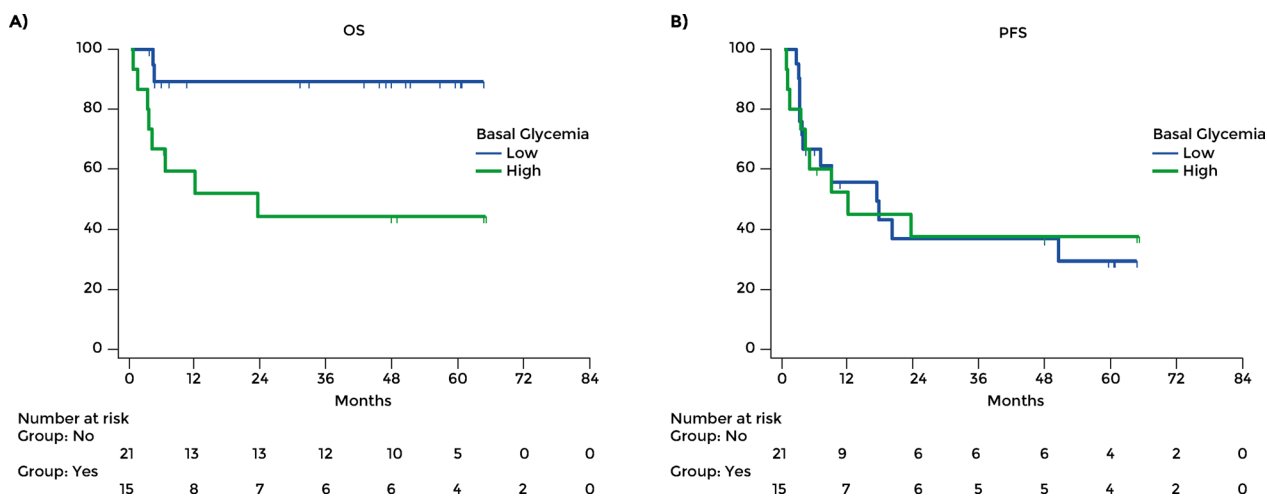 A)
OS
100
80
60
40
20
0
0 12 24 36 48 60 72 84
Months
Basal Glycemia
Low
High
Number at risk
Group: No
21 13 13 12 10 5 0 0
Group: Yes
15 8 7 6 6 4 2 0
B)
PFS
100
80
60
40
20
0
0 12 24 36 48 60 72 84
Months
Basal Glycemia
Low
High
Number at risk
Group: No
21 9 6 6 6 4 2 0
Group: Yes
15 7 6 5 5 4 2 0